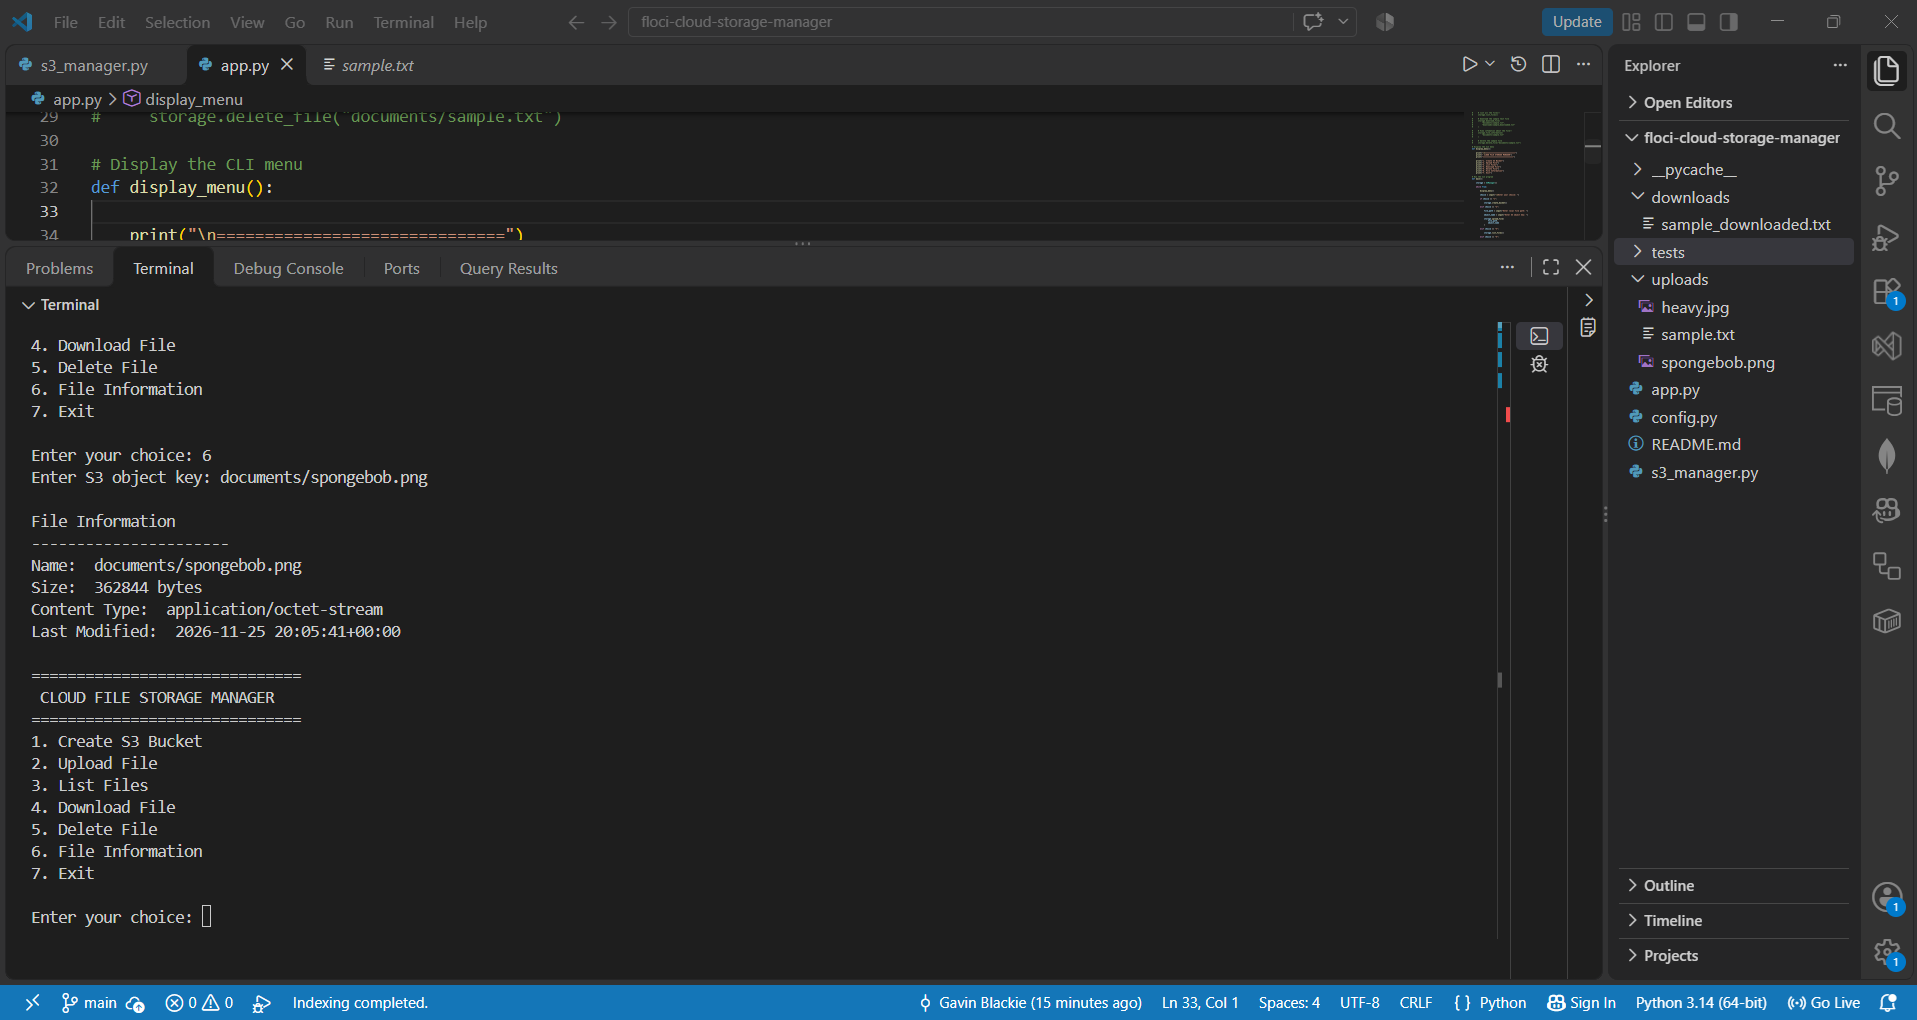 File Edit Selection View Go Run Terminal Help
floci-cloud-storage-manager
Update
s3_manager.py
app.py
sample.txt
app.py > display_menu
29 # storage.delete_file("documents/sample.txt")
30
31 # Display the CLI menu
32 def display_menu():
33
34 print("\n==============================")
Problems Terminal Debug Console Ports Query Results
Terminal
4. Download File
5. Delete File
6. File Information
7. Exit
Enter your choice: 6
Enter S3 object key: documents/spongebob.png
File Information
----------------------
Name:  documents/spongebob.png
Size:  362844 bytes
Content Type:  application/octet-stream
Last Modified:  2026-11-25 20:05:41+00:00
==============================
CLOUD FILE STORAGE MANAGER
==============================
1. Create S3 Bucket
2. Upload File
3. List Files
4. Download File
5. Delete File
6. File Information
7. Exit
Enter your choice:
Explorer
Open Editors
floci-cloud-storage-manager
__pycache__
downloads
sample_downloaded.txt
tests
uploads
heavy.jpg
sample.txt
spongebob.png
app.py
config.py
README.md
s3_manager.py
Outline
Timeline
Projects
1
1
1
main 0 0 Indexing completed.
Gavin Blackie (15 minutes ago) Ln 33, Col 1 Spaces: 4 UTF-8 CRLF { } Python Sign In Python 3.14 (64-bit) Go Live